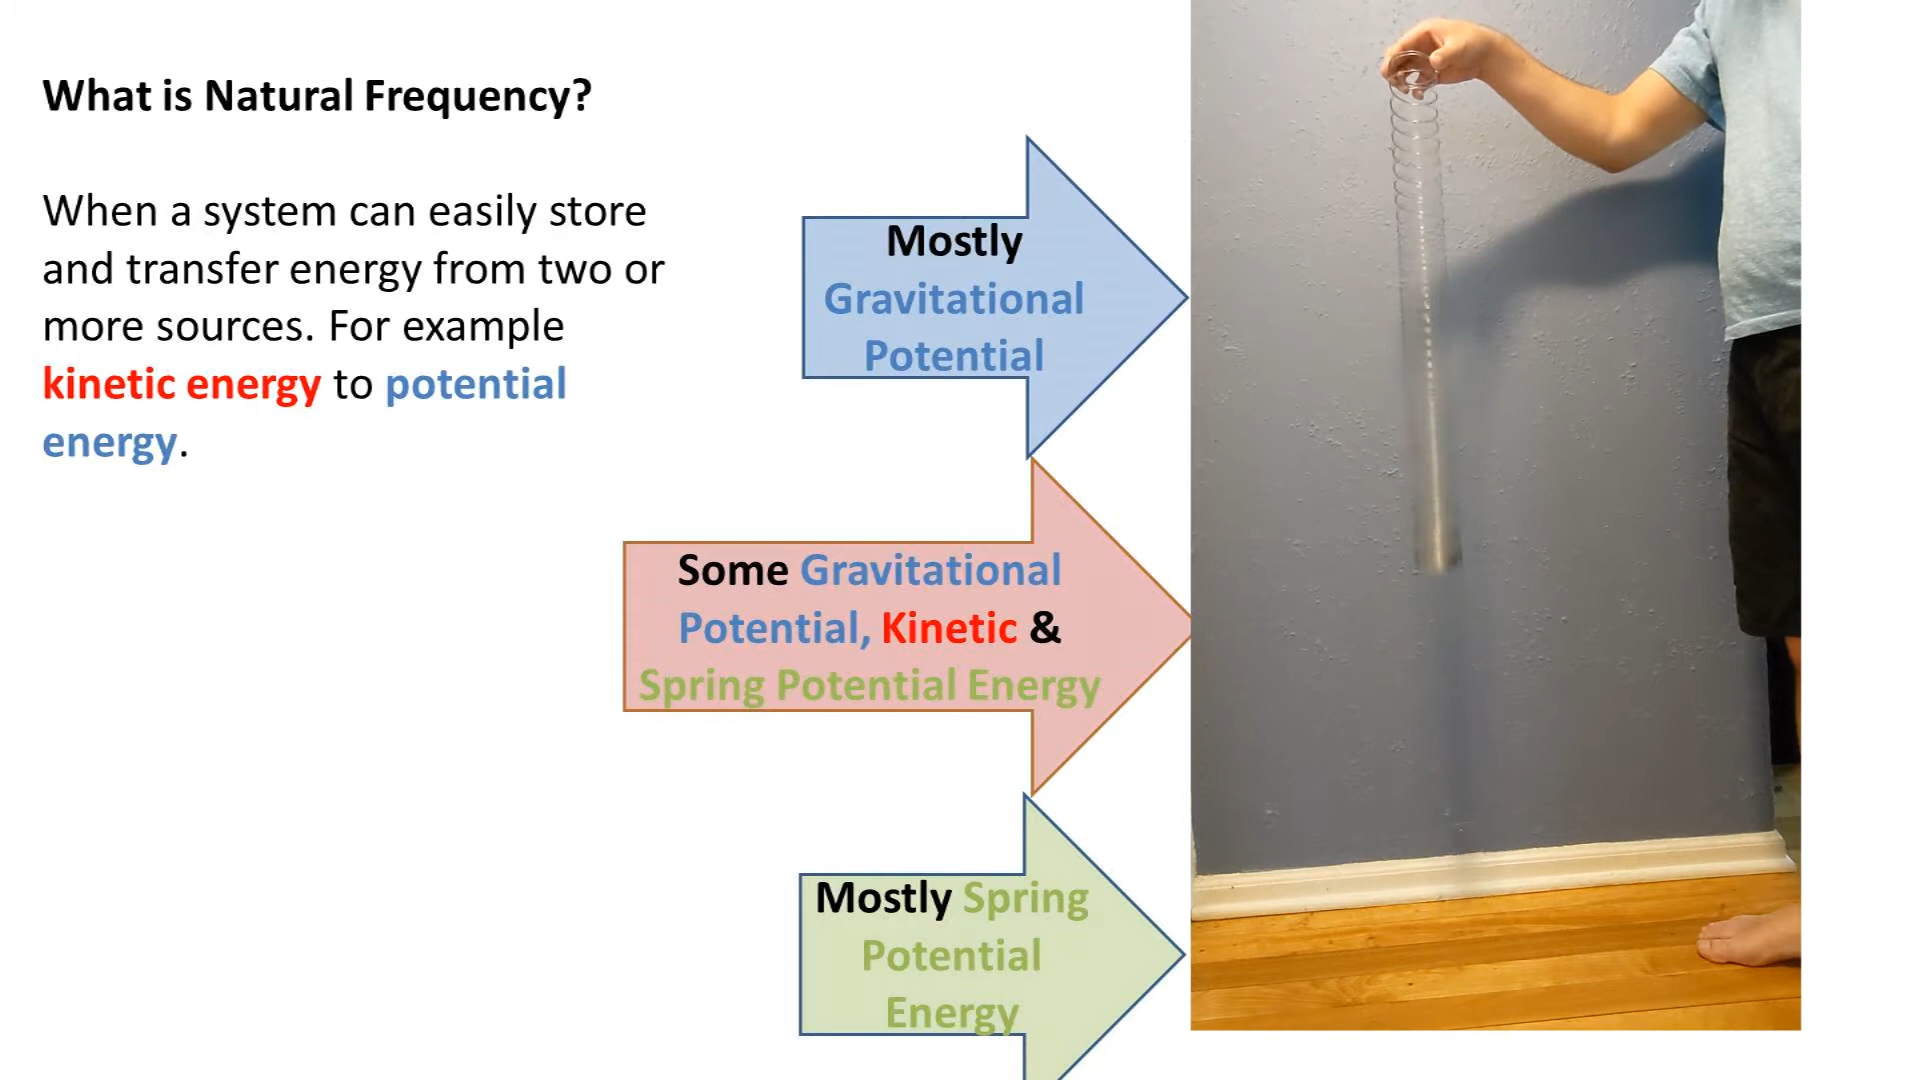 What is Natural Frequency?
When a system can easily store
and transfer energy from two or
more sources. For example
kinetic energy to potential
energy.
Mostly
Gravitational
Potential
Some Gravitational
Potential, Kinetic &
Spring Potential Energy
Mostly Spring
Potential
Energy